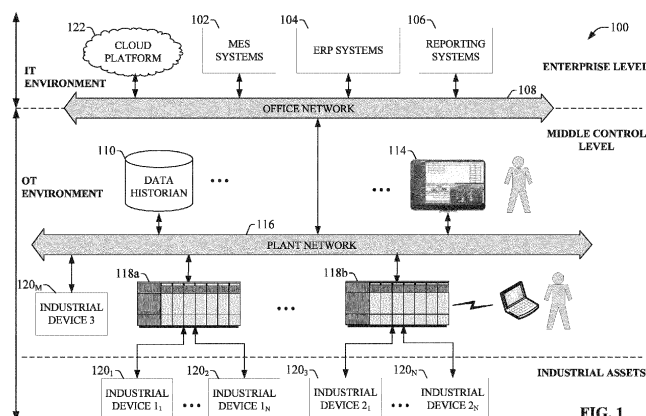 122
CLOUD
PLATFORM
102
MES
SYSTEMS
104
ERP SYSTEMS
106
REPORTING
SYSTEMS
100
IT
ENVIRONMENT
ENTERPRISE LEVEL
108
OFFICE NETWORK
MIDDLE CONTROL
LEVEL
110
DATA
HISTORIAN
•••
•••
114
OT
ENVIRONMENT
116
PLANT NETWORK
120M
INDUSTRIAL
DEVICE 3
118a
•••
118b
INDUSTRIAL ASSETS
1201
INDUSTRIAL
DEVICE 11
•••
1202
INDUSTRIAL
DEVICE 1N
1203
INDUSTRIAL
DEVICE 21
•••
120N
INDUSTRIAL
DEVICE 2N
FIG. 1